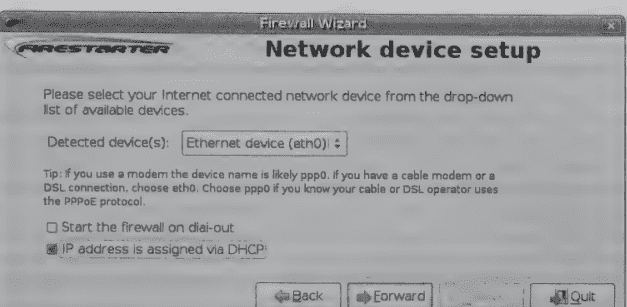 Firewall Wizard
FIRESTARTER
Network device setup
Please select your Internet connected network device from the drop-down
list of available devices.
Detected device(s): Ethernet device (eth0)
Tip: If you use a modem the device name is likely ppp0. If you have a cable modem or a
DSL connection, choose eth0. Choose ppp0 if you know your cable or DSL operator uses
the PPPoE protocol.
Start the firewall on dial-out
IP address is assigned via DHCP
Back Forward Quit